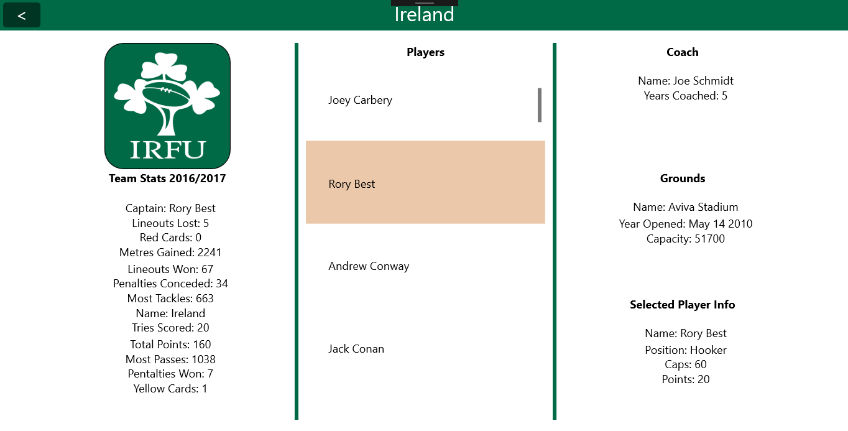 <
Ireland
IRFU
Team Stats 2016/2017
Captain: Rory Best
Lineouts Lost: 5
Red Cards: 0
Metres Gained: 2241
Lineouts Won: 67
Penalties Conceded: 34
Most Tackles: 663
Name: Ireland
Tries Scored: 20
Total Points: 160
Most Passes: 1038
Pentalties Won: 7
Yellow Cards: 1
Players
Joey Carbery
Rory Best
Andrew Conway
Jack Conan
Coach
Name: Joe Schmidt
Years Coached: 5
Grounds
Name: Aviva Stadium
Year Opened: May 14 2010
Capacity: 51700
Selected Player Info
Name: Rory Best
Position: Hooker
Caps: 60
Points: 20